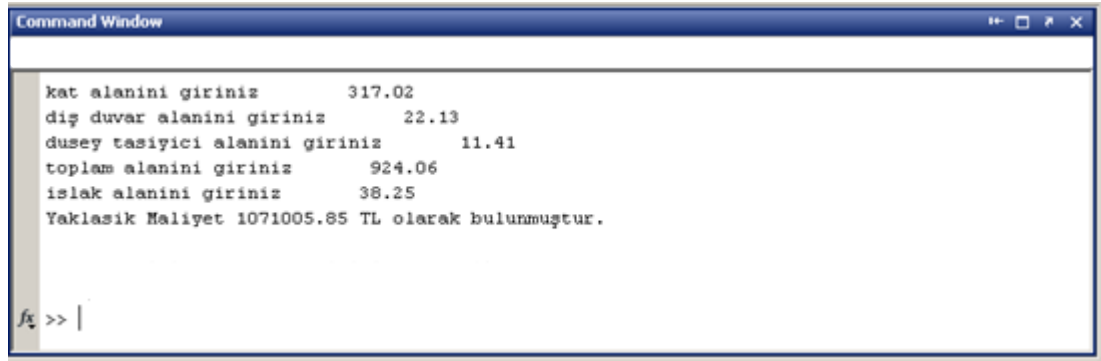 Command Window
kat alanini giriniz 317.02
diş duvar alanini giriniz 22.13
dusey tasiyici alanini giriniz 11.41
toplam alanini giriniz 924.06
islak alanini giriniz 38.25
Yaklasik Maliyet 1071005.85 TL olarak bulunmuştur.
fx >>